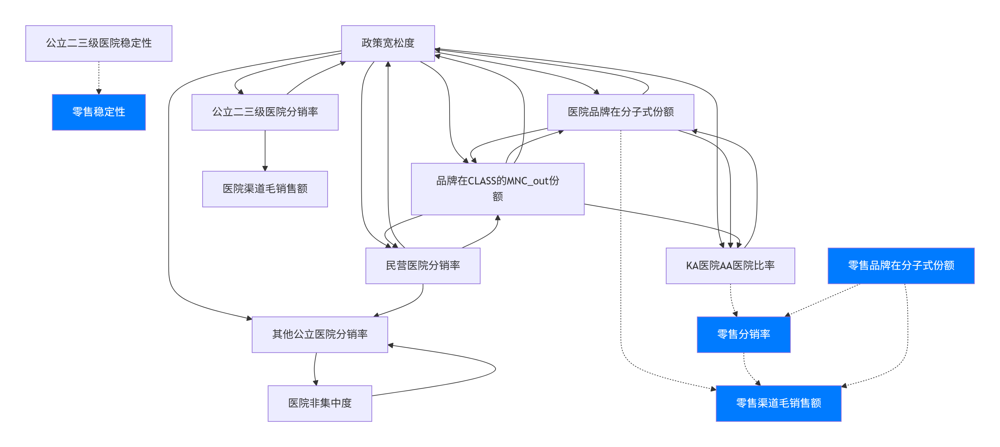 公立二三级医院稳定性
政策宽松度
零售稳定性
公立二三级医院分销率
医院品牌在分子式份额
医院渠道毛销售额
品牌在CLASS的MNC_out份
额
民营医院分销率
KA医院AA医院比率
零售品牌在分子式份额
其他公立医院分销率
零售分销率
医院非集中度
零售渠道毛销售额